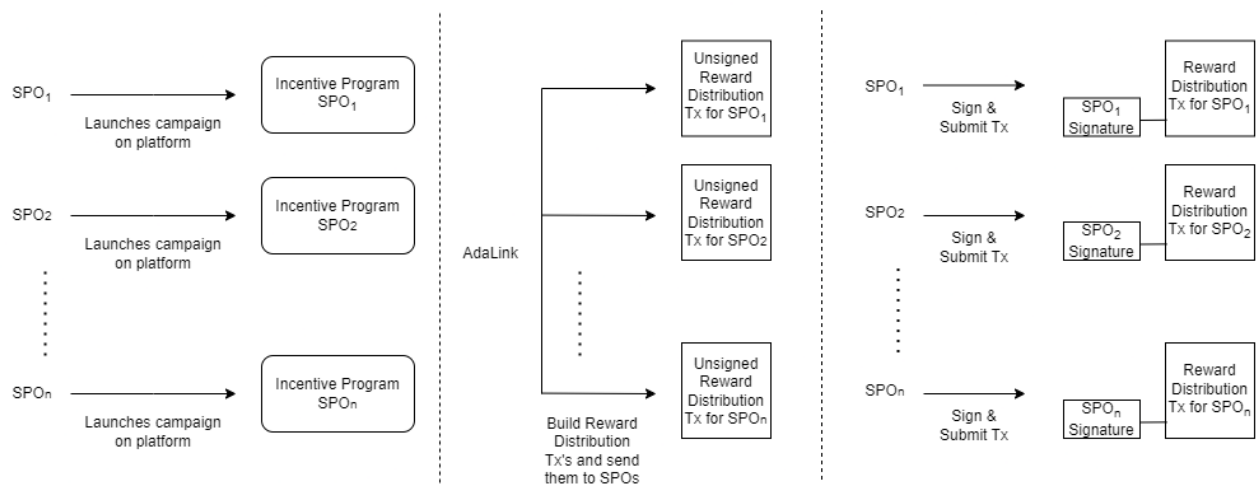 SPO1
Launches campaign
on platform
Incentive Program
SPO1
SPO2
Launches campaign
on platform
Incentive Program
SPO2
SPOn
Launches campaign
on platform
Incentive Program
SPOn
AdaLink
Unsigned
Reward
Distribution
Tx for SPO1
Unsigned
Reward
Distribution
Tx for SPO2
Unsigned
Reward
Distribution
Tx for SPOn
Build Reward
Distribution
Tx's and send
them to SPOs
SPO1
Sign &
Submit Tx
SPO1
Signature
Reward
Distribution
Tx for SPO1
SPO2
Sign &
Submit Tx
SPO2
Signature
Reward
Distribution
Tx for SPO2
SPOn
Sign &
Submit Tx
SPOn
Signature
Reward
Distribution
Tx for SPOn